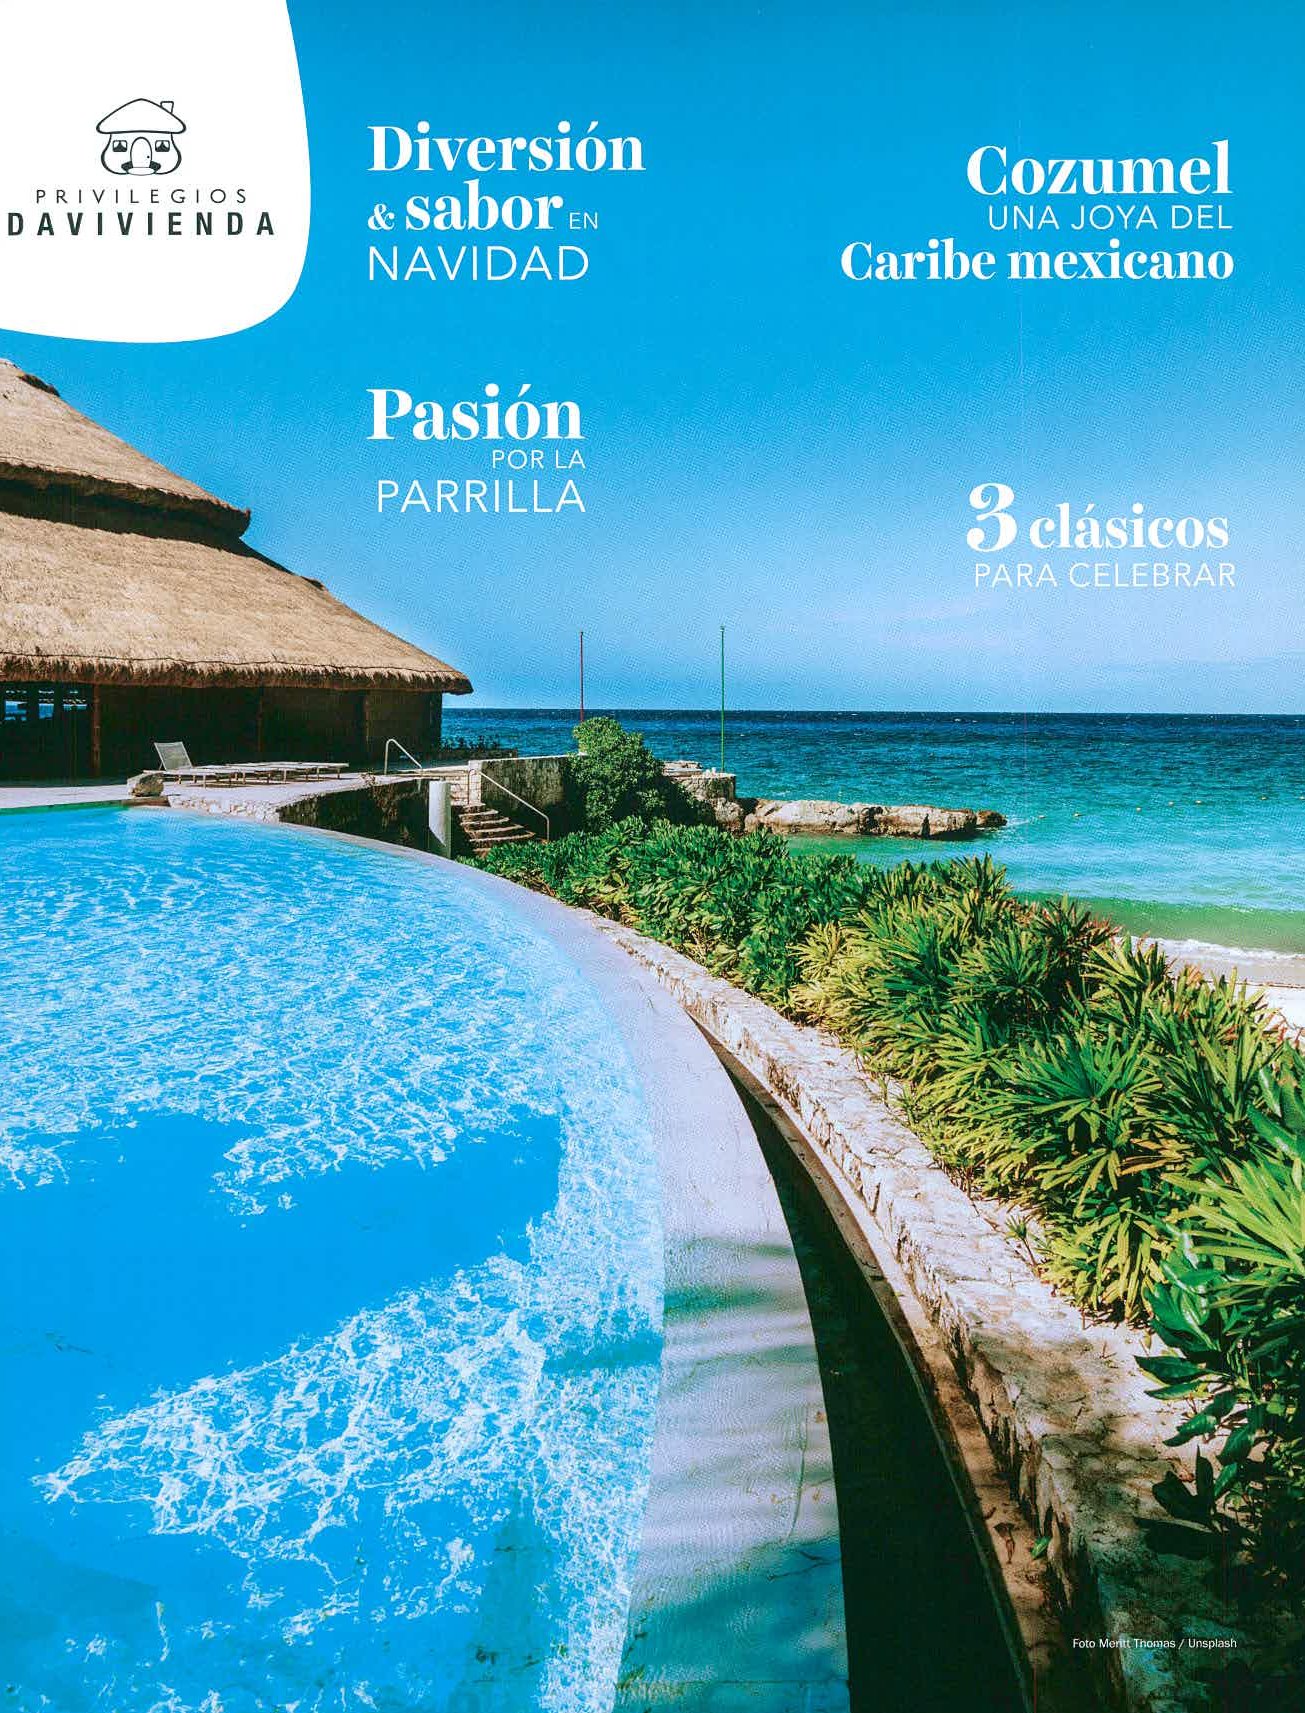 PRIVILEGIOS
DAVIVIENDA
Diversión
& sabor EN
NAVIDAD
Pasión
POR LA
PARRILLA
Cozumel
UNA JOYA DEL
Caribe mexicano
3 clásicos
PARA CELEBRAR
Foto Meritt Thomas / Unsplash